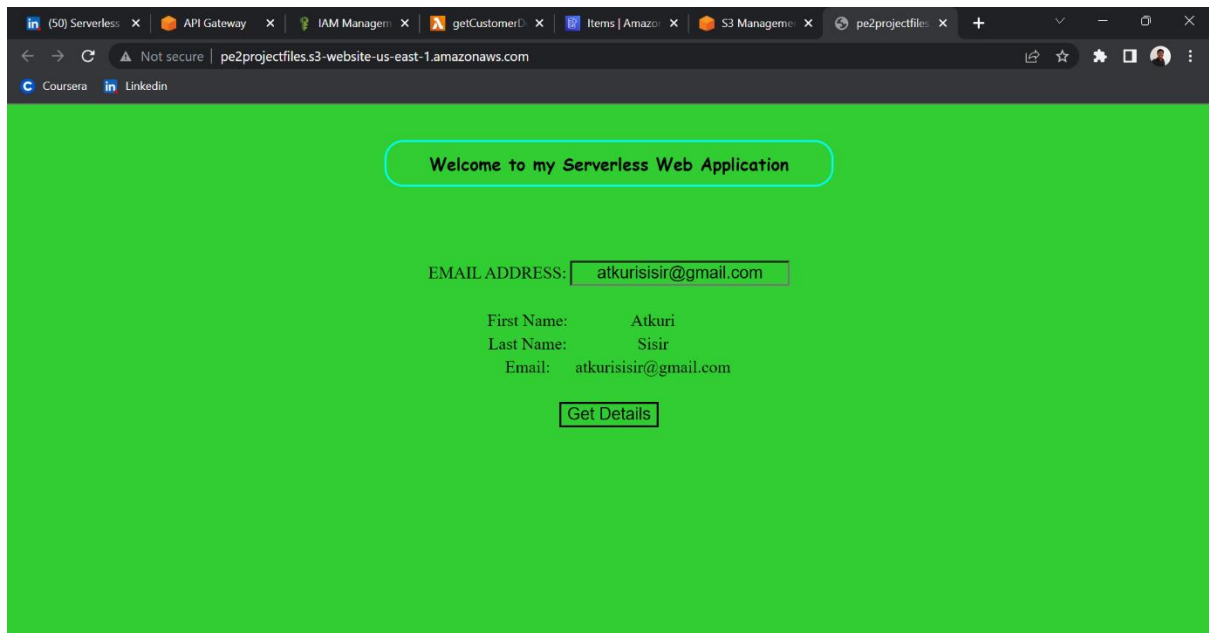 (50) Serverless API Gateway IAM Managem getCustomerD Items | Amazon S3 Managemen pe2projectfiles
Not secure | pe2projectfiles.s3-website-us-east-1.amazonaws.com
Coursera Linkedin
Welcome to my Serverless Web Application
EMAIL ADDRESS: atkurisisir@gmail.com
First Name: Atkuri
Last Name: Sisir
Email: atkurisisir@gmail.com
Get Details